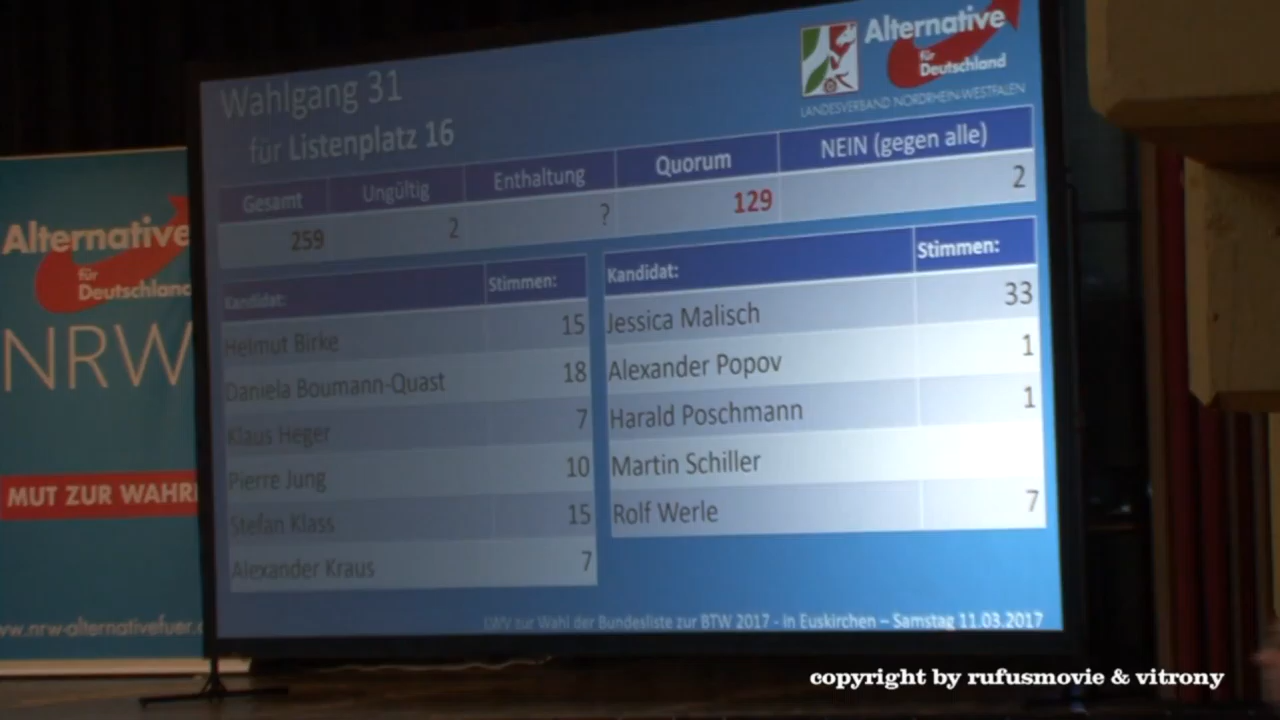 Wahlgang 31
für Listenplatz 16
Alternative
für
Deutschland
LANDESVERBAND NORDRHEIN-WESTFALEN
Gesamt Ungültig Enthaltung Quorum NEIN (gegen alle)
259 2 ? 129 2
Kandidat: Stimmen:
Helmut Birke 15
Daniela Boumann-Quast 18
Klaus Heger 7
Pierre Jung 10
Stefan Klass 15
Alexander Kraus 7
Kandidat: Stimmen:
Jessica Malisch 33
Alexander Popov 1
Harald Poschmann 1
Martin Schiller
Rolf Werle 7
LWV zur Wahl der Bundesliste zur BTW 2017 - in Euskirchen – Samstag 11.03.2017
Alternative
für
Deutschland
NRW
MUT ZUR WAHRH
www.nrw-alternativefuer.
copyright by rufusmovie & vitrony